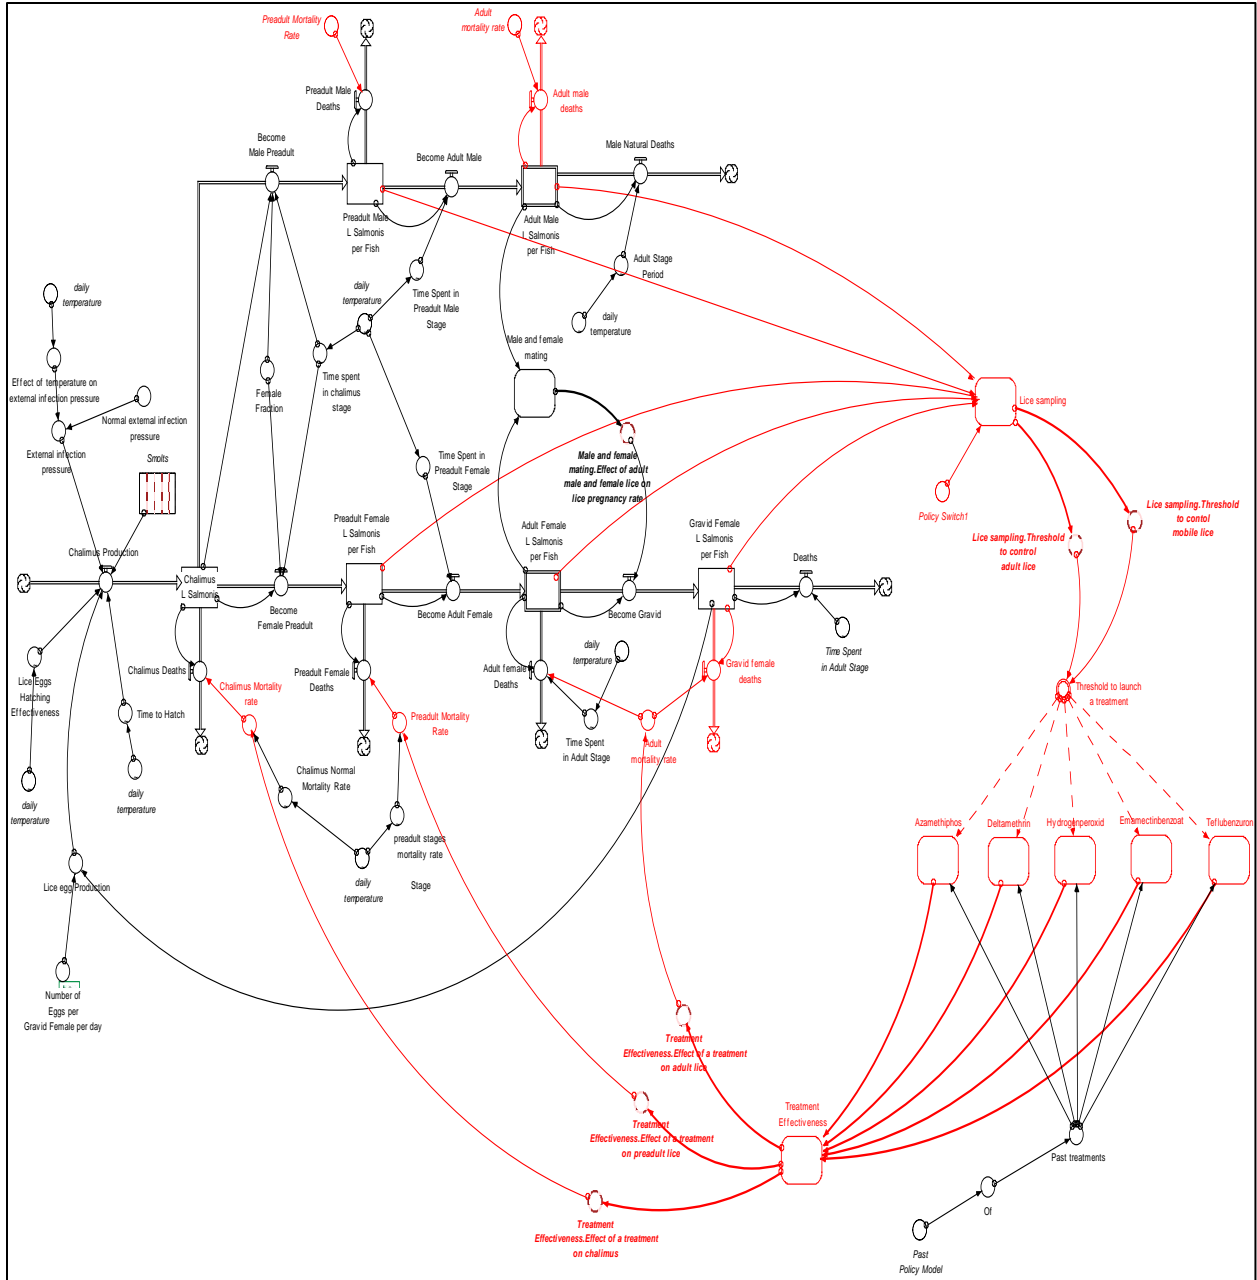 Preadult Mortality
Rate
Adult
mortality rate
Preadult Male
Deaths
Adult male
deaths
Become
Male Preadult
Become Adult Male
Male Natural Deaths
Preadult Male
L Salmonis
per Fish
Adult Male
L Salmonis
per Fish
Adult Stage
Period
daily
temperature
daily
temperature
Time Spent in
Preadult Male
Stage
daily
temperature
Effect of temperature on
external infection pressure
Normal external infection
pressure
External infection
pressure
Female
Fraction
Time spent
in chalimus
stage
Male and female
mating
Lice sampling
Smolts
Time Spent in
Preadult Female
Stage
Male and female
mating.Effect of adult
male and female lice on
lice pregnancy rate
Policy Switch1
Lice sampling.Threshold
to contol
mobile lice
Lice sampling.Threshold
to control
adult lice
Chalimus Production
Chalimus
L Salmonis
Become
Female Preadult
Preadult Female
L Salmonis
per Fish
Become Adult Female
Adult Female
L Salmonis
per Fish
Become Gravid
Gravid Female
L Salmonis
per Fish
Deaths
Time Spent
in Adult Stage
Lice Eggs
Hatching
Effectiveness
Time to Hatch
Chalimus Deaths
Chalimus Mortality
rate
Preadult Female
Deaths
Preadult Mortality
Rate
Adult female
Deaths
daily
temperature
Time Spent
in Adult Stage
Gravid female
deaths
Adult
mortality rate
Threshold to launch
a treatment
daily
temperature
daily
temperature
Chalimus Normal
Mortality Rate
preadult stages
mortality rate
Stage
daily
temperature
Azamethiphos
Deltamethrin
Hydrogenperoxid
Emamectinbenzoat
Teflubenzuron
Lice egg Production
Number of
Eggs per
Gravid Female per day
Treatment
Effectiveness.Effect of a treatment
on adult lice
Treatment
Effectiveness.Effect of a treatment
on preadult lice
Treatment
Effectiveness
Past treatments
Of
Treatment
Effectiveness.Effect of a treatment
on chalimus
Past
Policy Model